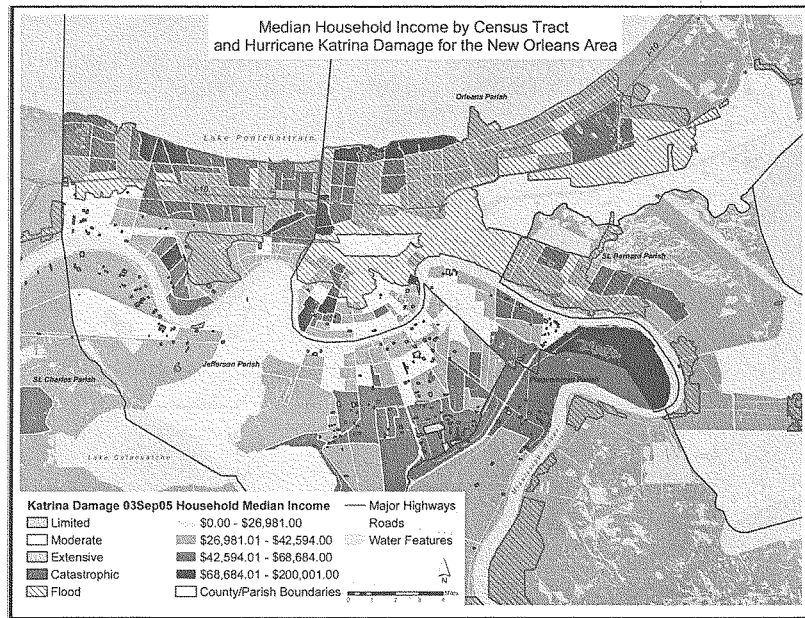 Median Household Income by Census Tract
and Hurricane Katrina Damage for the New Orleans Area
I-10
Orleans Parish
Lake Pontchartrain
I-10
St. Bernard Parish
Jefferson Parish
St. Charles Parish
Katrina Damage 03Sep05
Limited
Moderate
Extensive
Catastrophic
Flood
Household Median Income
$0.00 - $26,981.00
$26,981.01 - $42,594.00
$42,594.01 - $68,684.00
$68,684.01 - $200,001.00
County/Parish Boundaries
Major Highways
Roads
Water Features
N
Miles